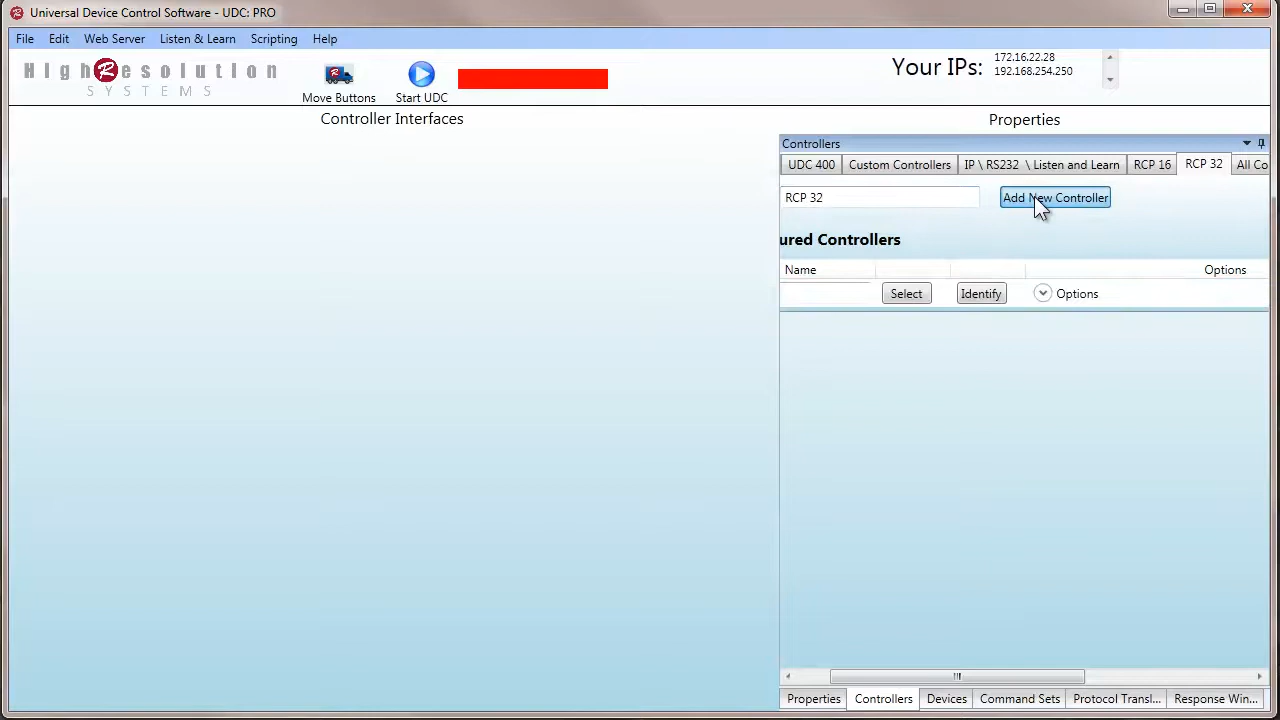 Universal Device Control Software - UDC: PRO
File Edit Web Server Listen & Learn Scripting Help
HighResolution
SYSTEMS
Move Buttons
Start UDC
Your IPs:
172.16.22.28
192.168.254.250
Controller Interfaces
Properties
Controllers
UDC 400 Custom Controllers IP \ RS232 \ Listen and Learn RCP 16 RCP 32 All Co
RCP 32 Add New Controller
ured Controllers
Name Options
Select Identify Options
Properties Controllers Devices Command Sets Protocol Transl... Response Win...